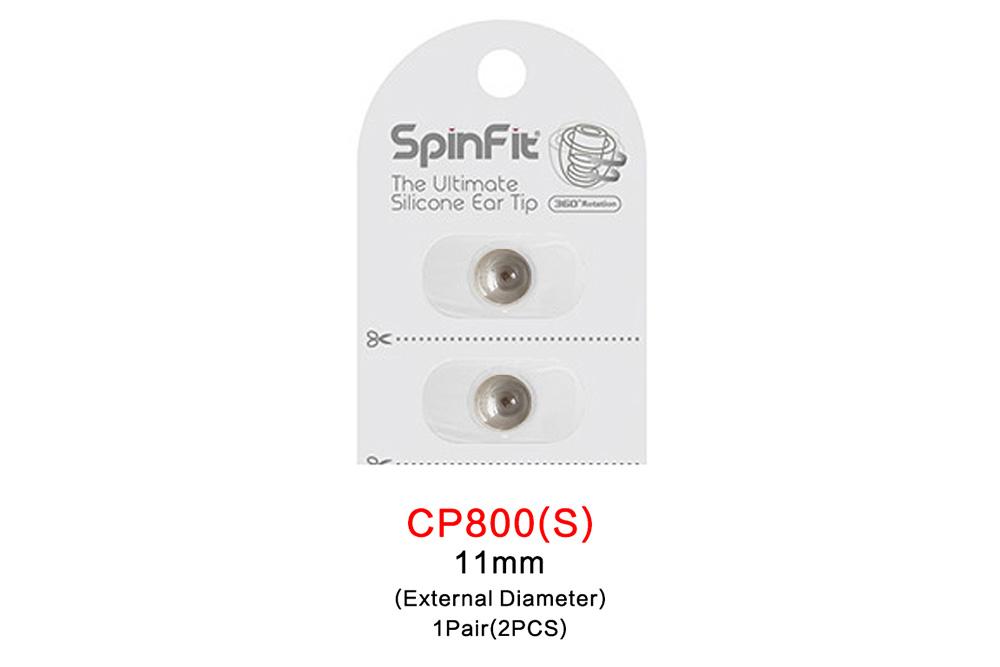 SpinFit®
The Ultimate
Silicone Ear Tip
360° Rotation
CP800(S)
11mm
(External Diameter)
1Pair(2PCS)